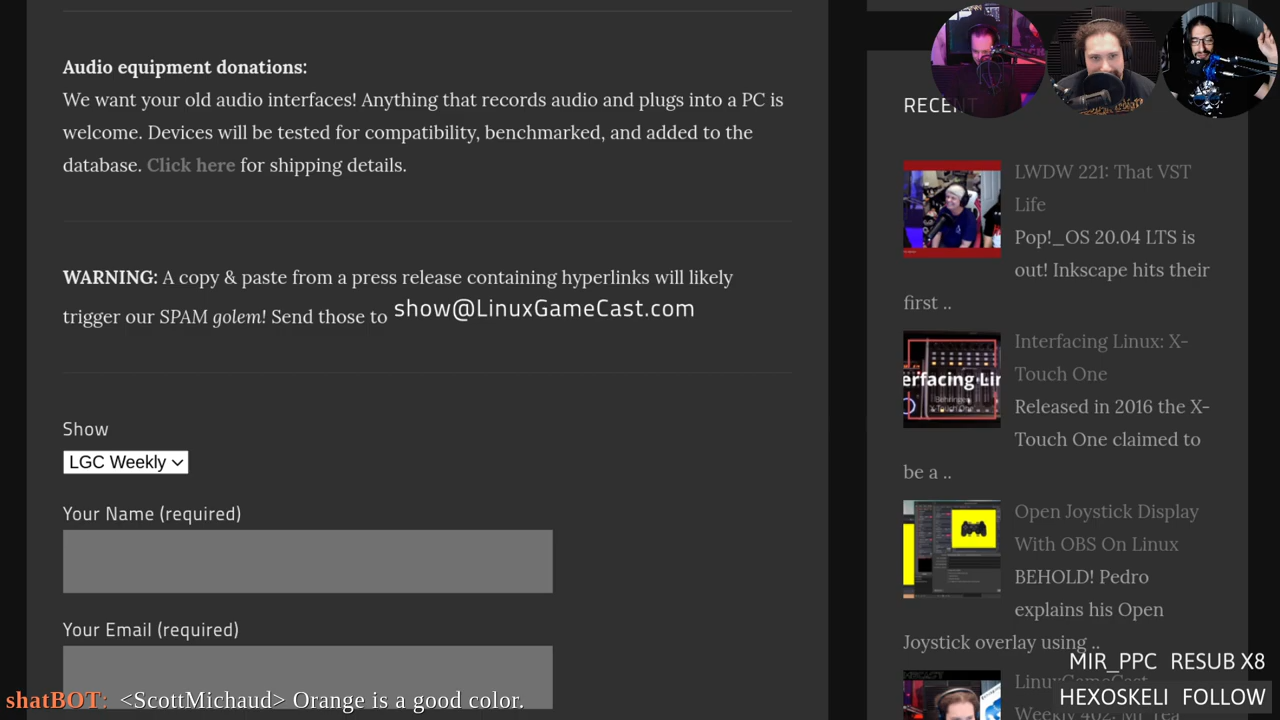 Audio equipment donations:
We want your old audio interfaces! Anything that records audio and plugs into a PC is
welcome. Devices will be tested for compatibility, benchmarked, and added to the
database. Click here for shipping details.
WARNING: A copy & paste from a press release containing hyperlinks will likely
trigger our SPAM golem! Send those to show@LinuxGameCast.com
Show
LGC Weekly
Your Name (required)
Your Email (required)
shatBOT: <ScottMichaud> Orange is a good color.
RECENT
LWDW 221: That VST
Life
Pop!_OS 20.04 LTS is
out! Inkscape hits their
first ..
Interfacing Linux: X-
Touch One
Released in 2016 the X-
Touch One claimed to
be a ..
erfacing Lin
Open Joystick Display
With OBS On Linux
BEHOLD! Pedro
explains his Open
Joystick overlay using ..
LinuxGameCast
Weekly 402:
MIR_PPC RESUB X8
HEXOSKELI FOLLOW